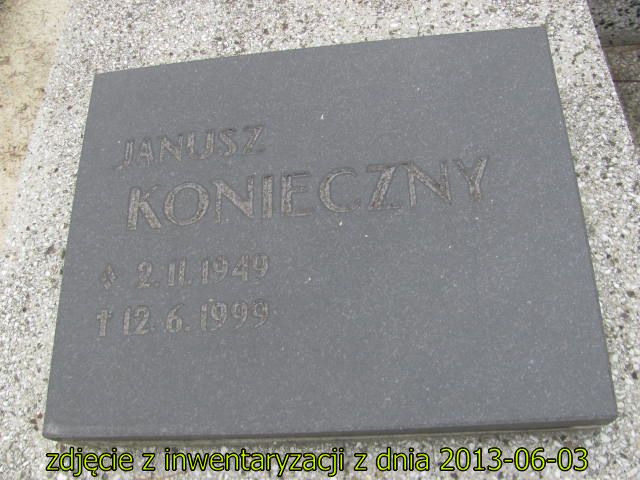 JANUSZ
KONIECZNY
◊ 2.11.1949
† 12.6.1999
zdjęcie z inwentaryzacji z dnia 2013-06-03